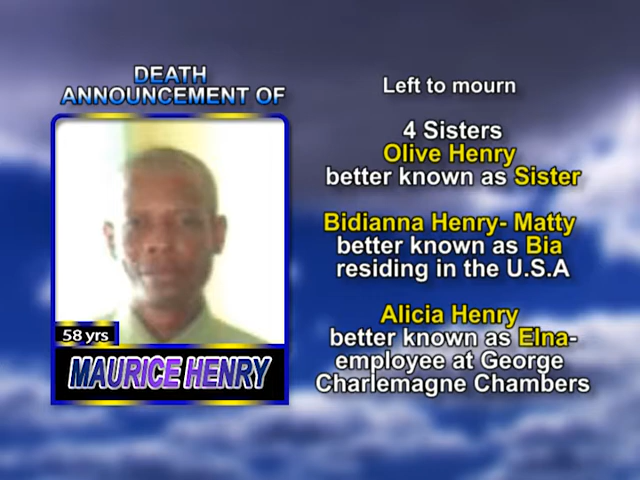 DEATH
ANNOUNCEMENT OF
58 yrs
MAURICE HENRY
Left to mourn
4 Sisters
Olive Henry
better known as Sister
Bidianna Henry- Matty
better known as Bia
residing in the U.S.A
Alicia Henry
better known as Elna-
employee at George
Charlemagne Chambers